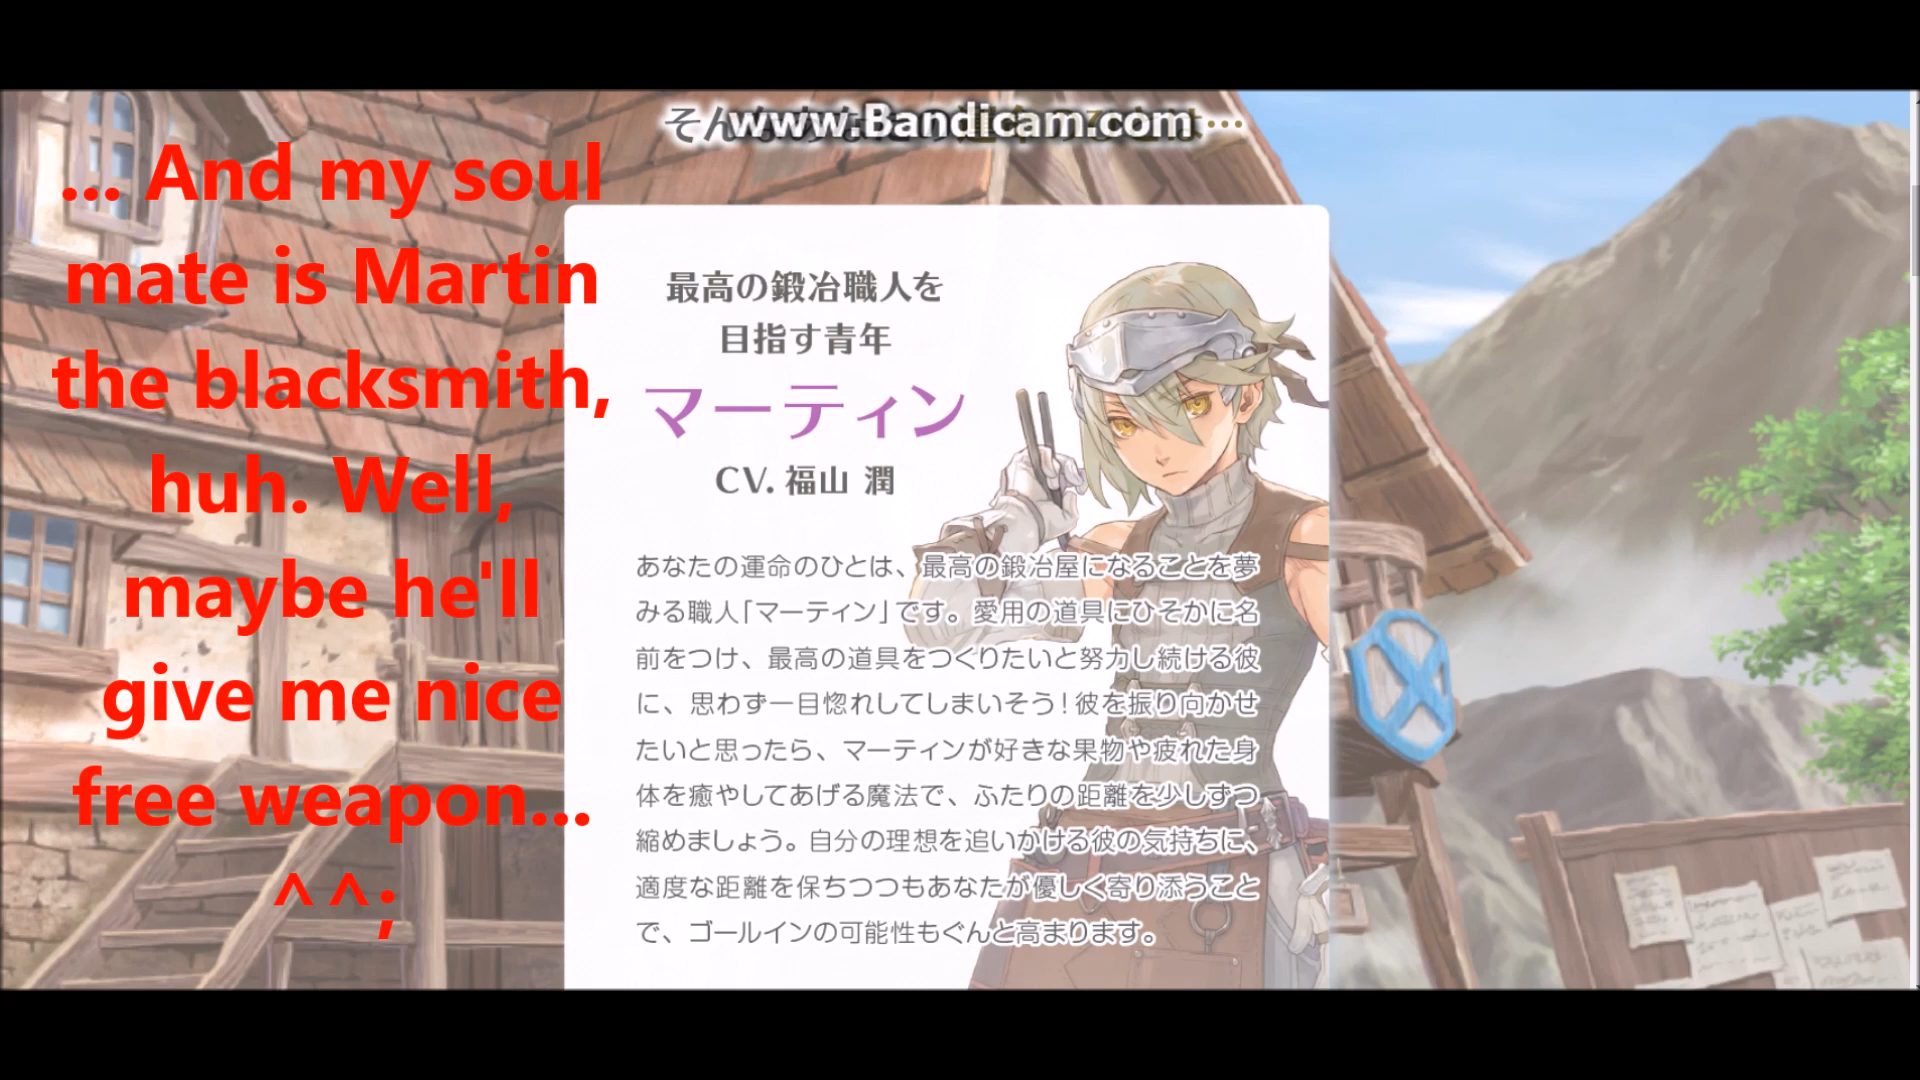 そん
www.Bandicam.com
…
... And my soul
mate is Martin
the blacksmith,
huh. Well,
maybe he'll
give me nice
free weapon...
^^;
最高の鍛冶職人を
目指す青年
マーティン
CV. 福山 潤
あなたの運命のひとは、最高の鍛冶屋になることを夢
みる職人「マーティン」です。愛用の道具にひそかに名
前をつけ、最高の道具をつくりたいと努力し続ける彼
に、思わず一目惚れしてしまいそう！彼を振り向かせ
たいと思ったら、マーティンが好きな果物や疲れた身
体を癒やしてあげる魔法で、ふたりの距離を少しずつ
縮めましょう。自分の理想を追いかける彼の気持ちに、
適度な距離を保ちつつもあなたが優しく寄り添うこと
で、ゴールインの可能性もぐんと高まります。